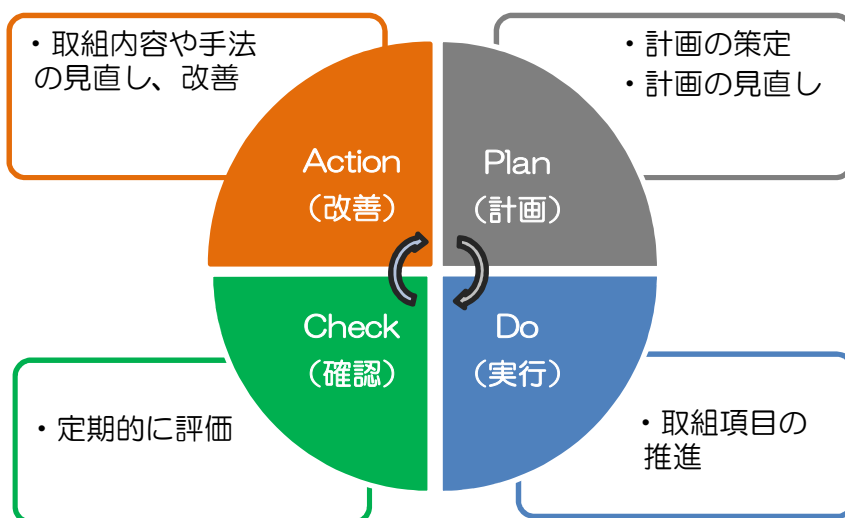 ・取組内容や手法
の見直し、改善
・計画の策定
・計画の見直し
Action
（改善）
Plan
（計画）
Check
（確認）
Do
（実行）
・定期的に評価
・取組項目の
推進